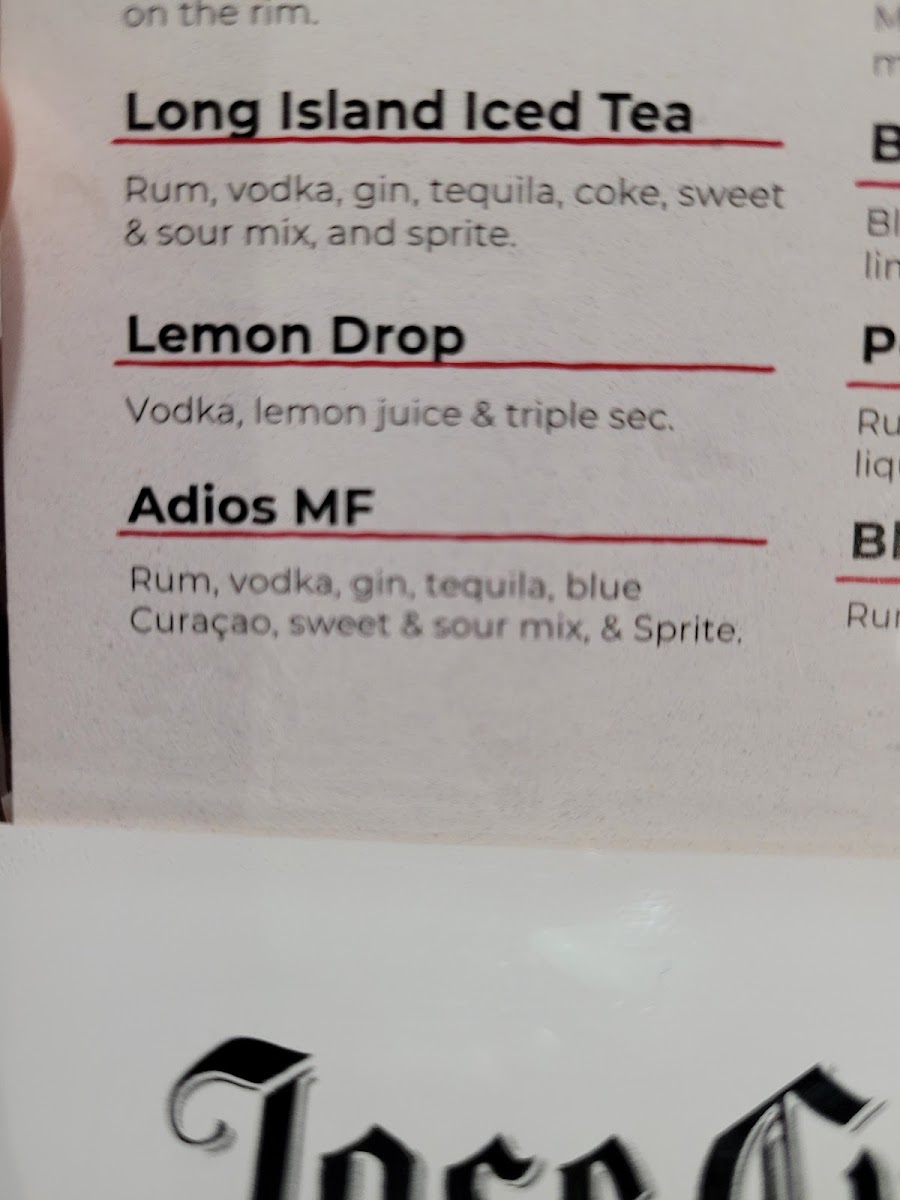 on the rim.
Long Island Iced Tea
Rum, vodka, gin, tequila, coke, sweet
& sour mix, and sprite.
Lemon Drop
Vodka, lemon juice & triple sec.
Adios MF
Rum, vodka, gin, tequila, blue
Curaçao, sweet & sour mix, & Sprite.